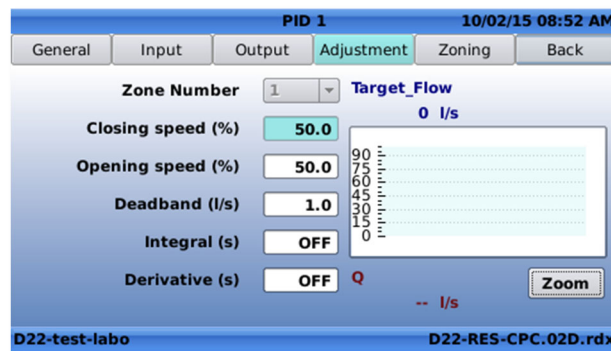 PID 1 10/02/15 08:52 AM
General Input Output Adjustment Zoning Back
Zone Number 1 Target_Flow
0 l/s
Closing speed (%) 50.0
Opening speed (%) 50.0
Deadband (l/s) 1.0
Integral (s) OFF
Derivative (s) OFF
90
75
60
45
30
15
0
Q
-- l/s
Zoom
D22-test-labo D22-RES-CPC.02D.rdx